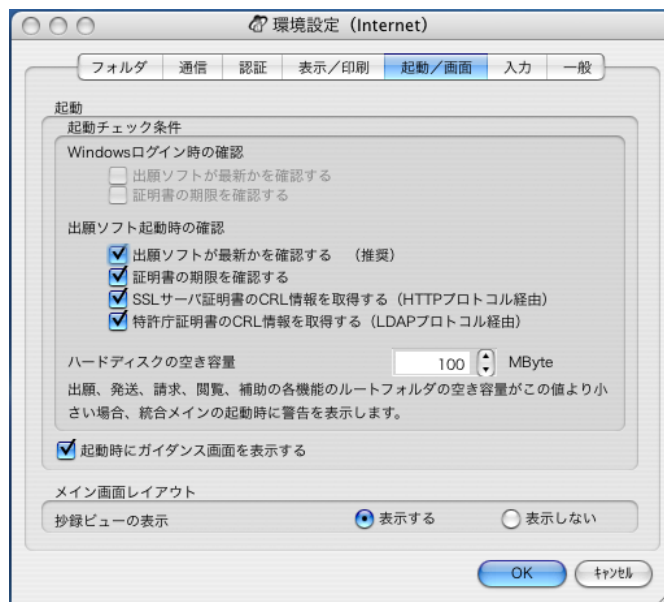 環境設定（Internet）
フォルダ 通信 認証 表示／印刷 起動／画面 入力 一般
起動
起動チェック条件
Windowsログイン時の確認
出願ソフトが最新かを確認する
証明書の期限を確認する
出願ソフト起動時の確認
出願ソフトが最新かを確認する （推奨）
証明書の期限を確認する
SSLサーバ証明書のCRL情報を取得する（HTTPプロトコル経由）
特許庁証明書のCRL情報を取得する（LDAPプロトコル経由）
ハードディスクの空き容量 100 MByte
出願、発送、請求、閲覧、補助の各機能のルートフォルダの空き容量がこの値より小
さい場合、統合メインの起動時に警告を表示します。
起動時にガイダンス画面を表示する
メイン画面レイアウト
抄録ビューの表示 表示する 表示しない
OK ｷｬﾝｾﾙ